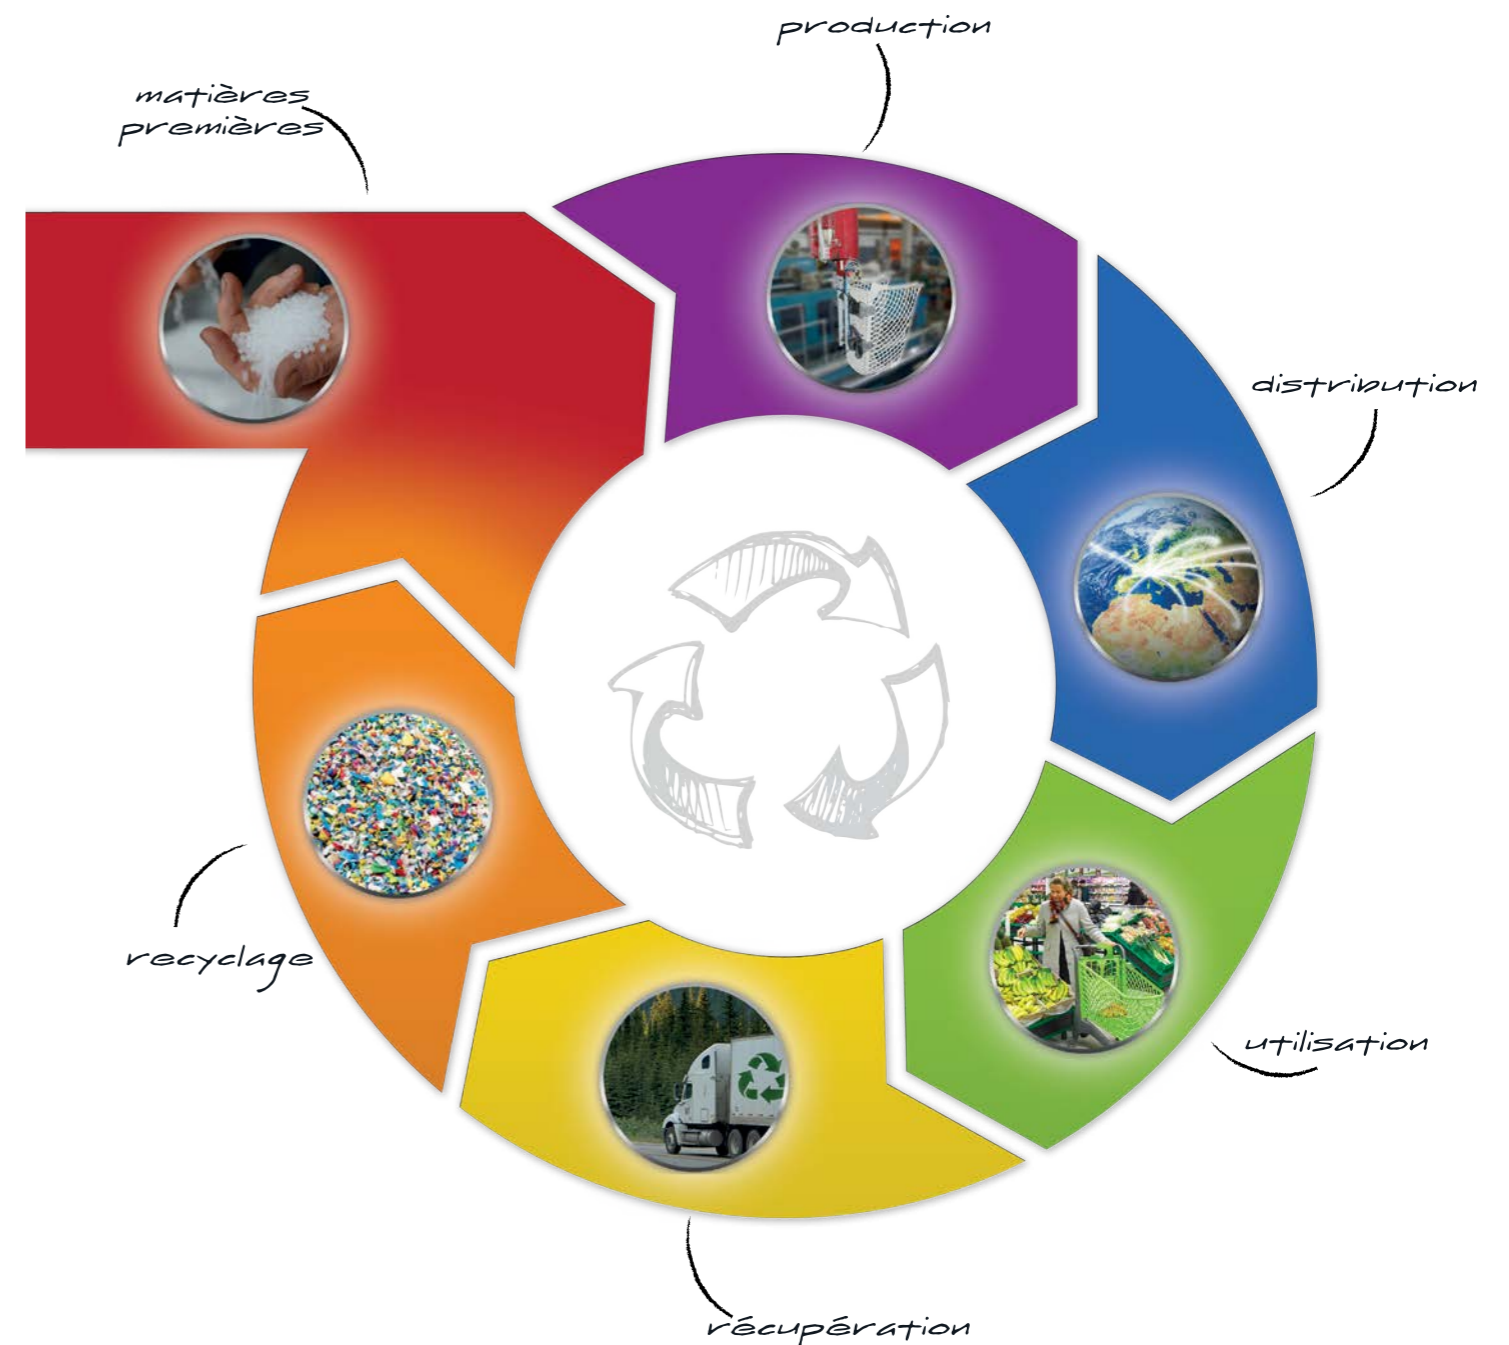 production
matières
premières
distribution
utilisation
récupération
recyclage